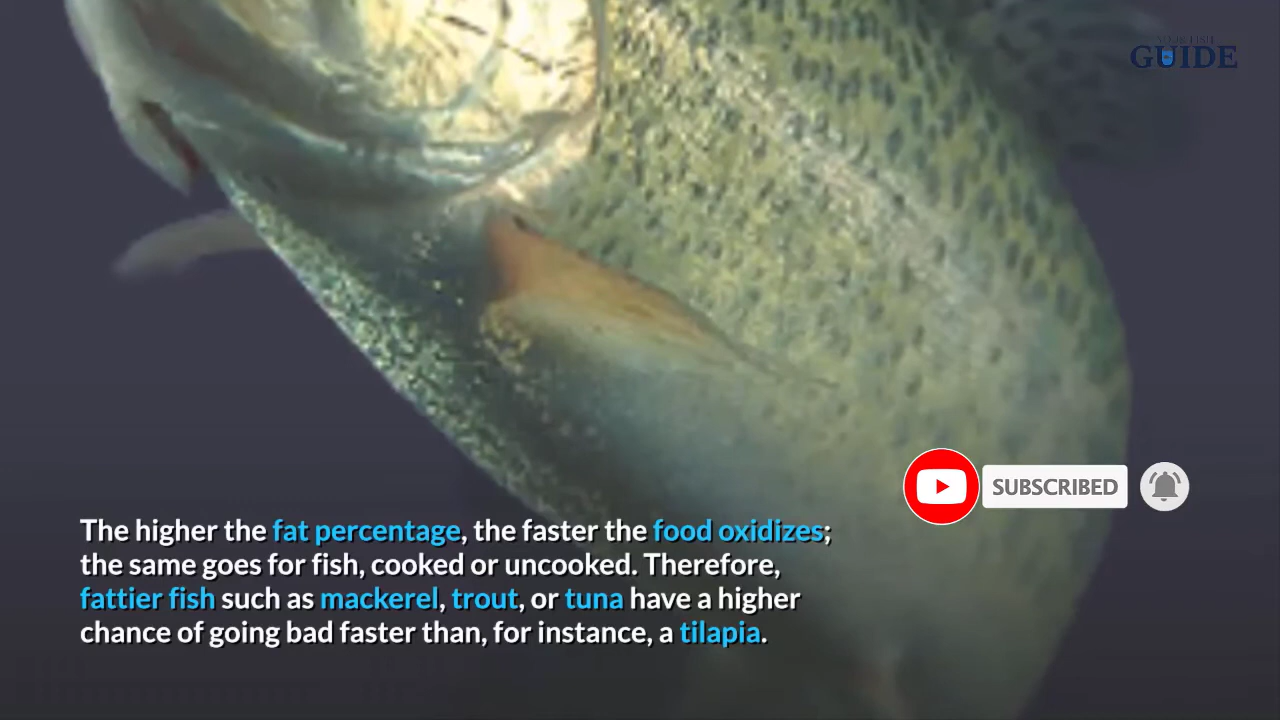 GUIDE
SUBSCRIBED
The higher the fat percentage, the faster the food oxidizes;
the same goes for fish, cooked or uncooked. Therefore,
fattier fish such as mackerel, trout, or tuna have a higher
chance of going bad faster than, for instance, a tilapia.